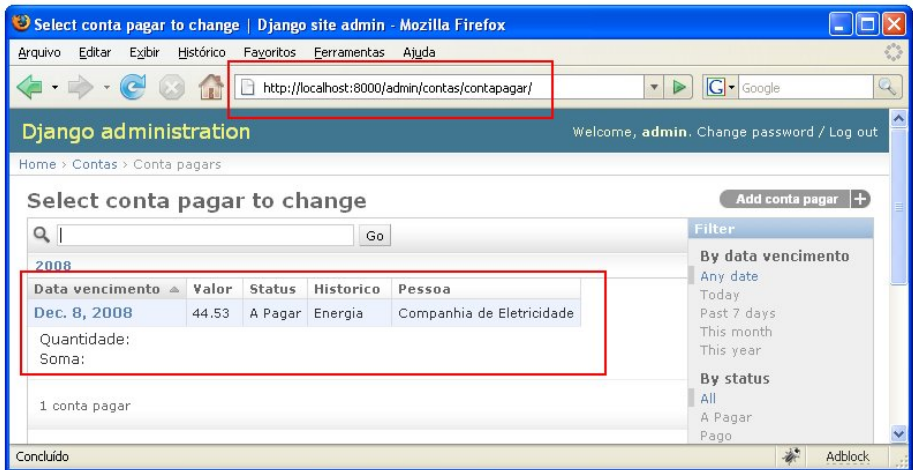 Select conta pagar to change | Django site admin - Mozilla Firefox
Arquivo Editar Exibir Histórico Favoritos Ferramentas Ajuda
http://localhost:8000/admin/contas/contapagar/
G Google
Django administration
Welcome, admin. Change password / Log out
Home > Contas > Conta pagars
Select conta pagar to change
Add conta pagar +
Go
2008
Data vencimento Valor Status Historico Pessoa
Dec. 8, 2008 44.53 A Pagar Energia Companhia de Eletricidade
Quantidade:
Soma:
1 conta pagar
Filter
By data vencimento
Any date
Today
Past 7 days
This month
This year
By status
All
A Pagar
Pago
Concluído
Adblock